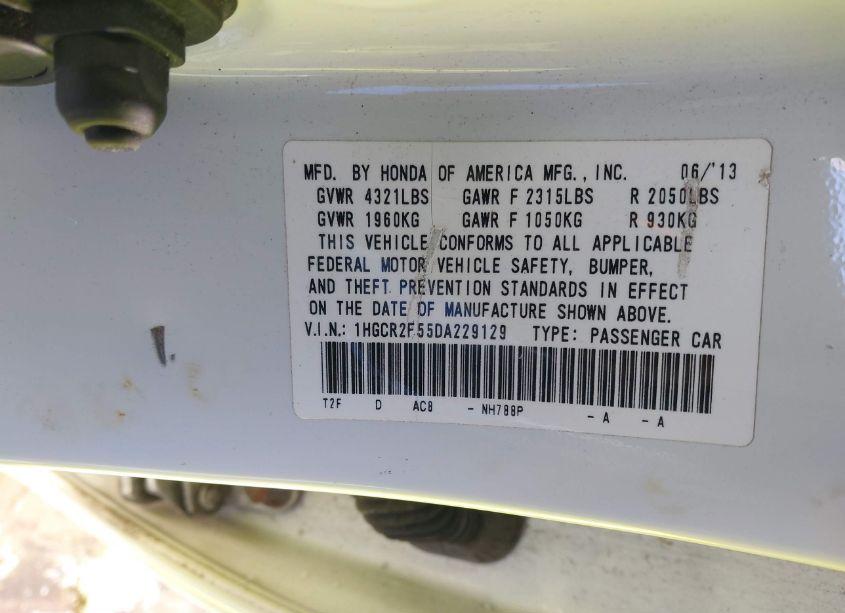 MFD. BY HONDA OF AMERICA MFG., INC. 06/'13
GVWR 4321LBS GAWR F 2315LBS R 2050LBS
GVWR 1960KG GAWR F 1050KG R 930KG
THIS VEHICLE CONFORMS TO ALL APPLICABLE
FEDERAL MOTOR VEHICLE SAFETY, BUMPER,
AND THEFT PREVENTION STANDARDS IN EFFECT
ON THE DATE OF MANUFACTURE SHOWN ABOVE.
V.I.N.: 1HGCR2F55DA229129 TYPE: PASSENGER CAR
T2F D AC8 - NH788P - A - A